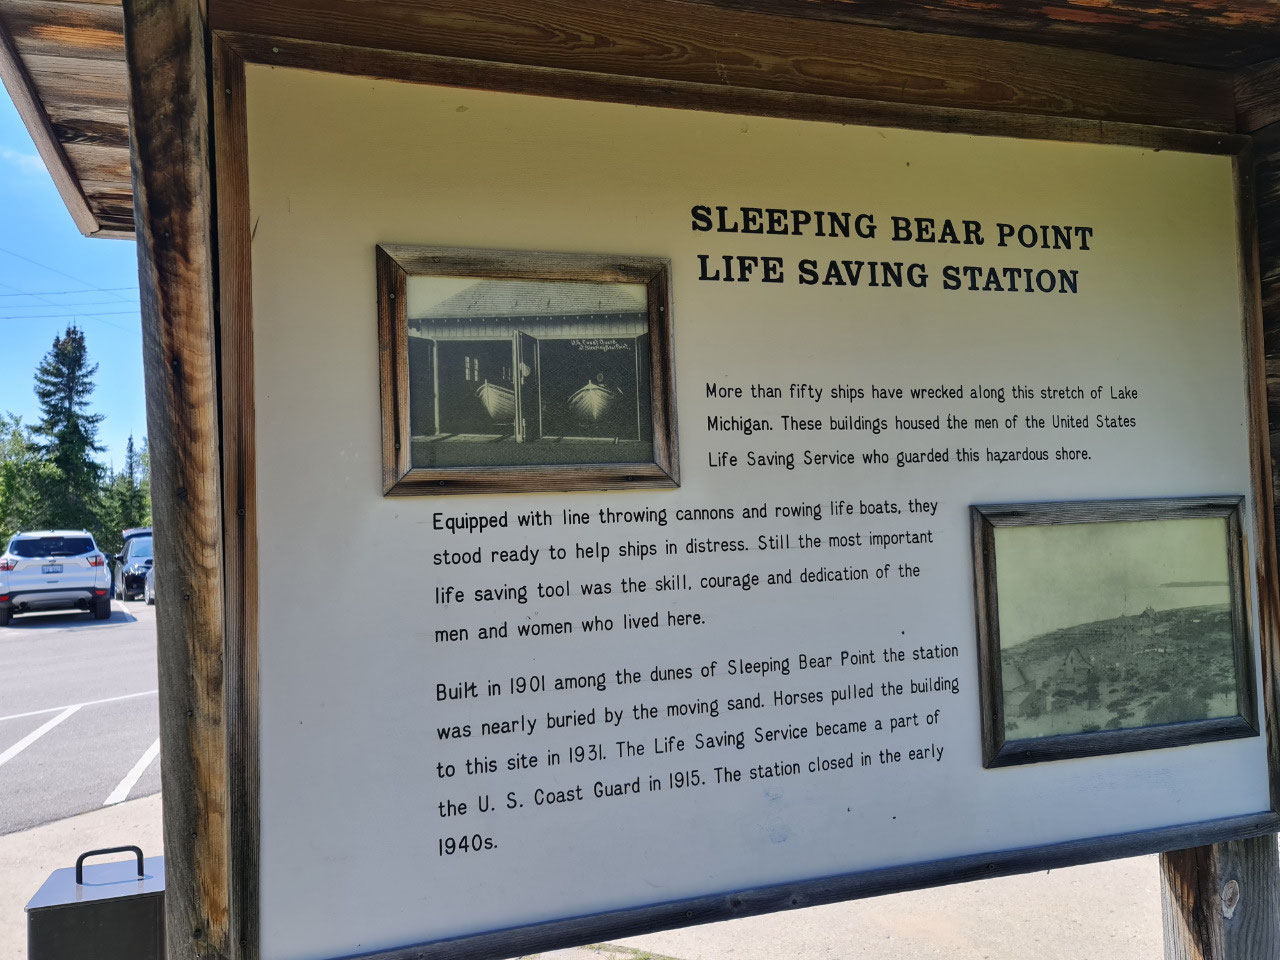 SLEEPING BEAR POINT
LIFE SAVING STATION
U.S. Coast Guard
at Sleeping Bear Point.
More than fifty ships have wrecked along this stretch of Lake
Michigan. These buildings housed the men of the United States
Life Saving Service who guarded this hazardous shore.
Equipped with line throwing cannons and rowing life boats, they
stood ready to help ships in distress. Still the most important
life saving tool was the skill, courage and dedication of the
men and women who lived here.
Built in 1901 among the dunes of Sleeping Bear Point the station
was nearly buried by the moving sand. Horses pulled the building
to this site in 1931. The Life Saving Service became a part of
the U. S. Coast Guard in 1915. The station closed in the early
1940s.